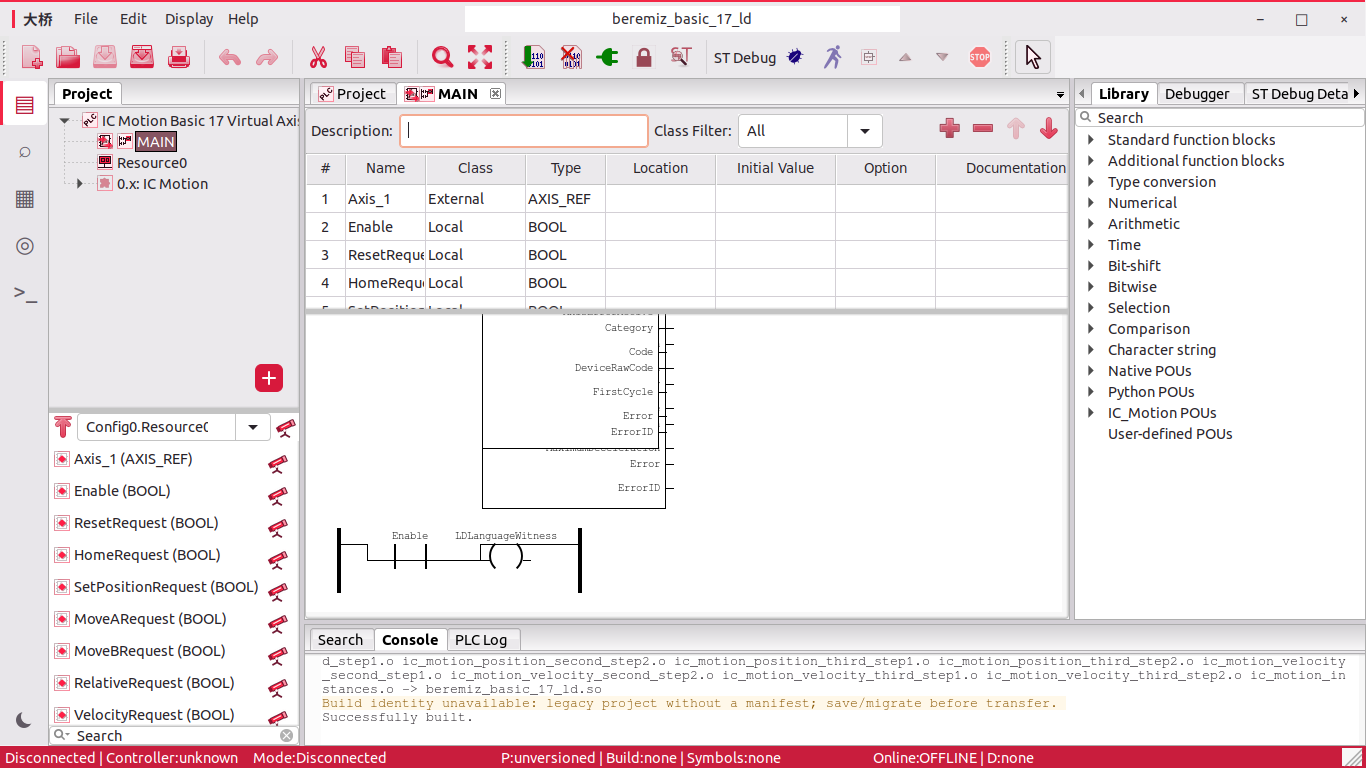 大桥 File Edit Display Help beremiz_basic_17_ld
ST Debug STOP
Project
IC Motion Basic 17 Virtual Axis
MAIN
Resource0
0.x: IC Motion
Config0.Resource0
Axis_1 (AXIS_REF)
Enable (BOOL)
ResetRequest (BOOL)
HomeRequest (BOOL)
SetPositionRequest (BOOL)
MoveARequest (BOOL)
MoveBRequest (BOOL)
RelativeRequest (BOOL)
VelocityRequest (BOOL)
Search
Project MAIN
Description: Class Filter: All
# Name Class Type Location Initial Value Option Documentation
1 Axis_1 External AXIS_REF
2 Enable Local BOOL
3 ResetReque Local BOOL
4 HomeReque Local BOOL
5 SetPosition Local BOOL
Category
Code
DeviceRawCode
FirstCycle
Error
ErrorID
Error
ErrorID
Enable LDLanguageWitness
Search Console PLC Log
d_step1.o ic_motion_position_second_step2.o ic_motion_position_third_step1.o ic_motion_position_third_step2.o ic_motion_velocity
_second_step1.o ic_motion_velocity_second_step2.o ic_motion_velocity_third_step1.o ic_motion_velocity_third_step2.o ic_motion_in
stances.o -> beremiz_basic_17_ld.so
Build identity unavailable: legacy project without a manifest; save/migrate before transfer.
Successfully built.
Library Debugger ST Debug Deta
Search
Standard function blocks
Additional function blocks
Type conversion
Numerical
Arithmetic
Time
Bit-shift
Bitwise
Selection
Comparison
Character string
Native POUs
Python POUs
IC_Motion POUs
User-defined POUs
Disconnected | Controller:unknown Mode:Disconnected P:unversioned | Build:none | Symbols:none Online:OFFLINE | D:none